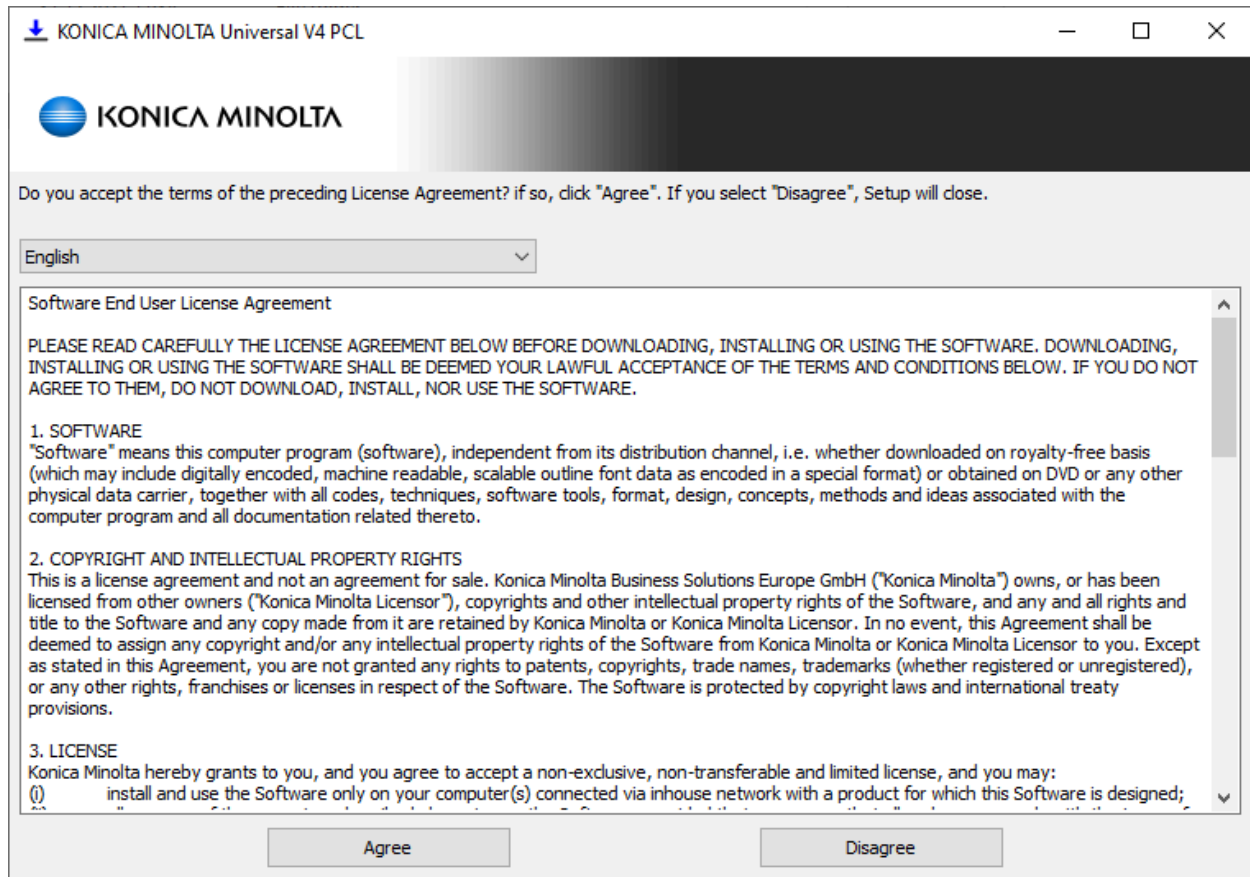 KONICA MINOLTA Universal V4 PCL
KONICA MINOLTA
Do you accept the terms of the preceding License Agreement? if so, click "Agree". If you select "Disagree", Setup will close.
English
Software End User License Agreement
PLEASE READ CAREFULLY THE LICENSE AGREEMENT BELOW BEFORE DOWNLOADING, INSTALLING OR USING THE SOFTWARE. DOWNLOADING,
INSTALLING OR USING THE SOFTWARE SHALL BE DEEMED YOUR LAWFUL ACCEPTANCE OF THE TERMS AND CONDITIONS BELOW. IF YOU DO NOT
AGREE TO THEM, DO NOT DOWNLOAD, INSTALL, NOR USE THE SOFTWARE.
1. SOFTWARE
"Software" means this computer program (software), independent from its distribution channel, i.e. whether downloaded on royalty-free basis
(which may include digitally encoded, machine readable, scalable outline font data as encoded in a special format) or obtained on DVD or any other
physical data carrier, together with all codes, techniques, software tools, format, design, concepts, methods and ideas associated with the
computer program and all documentation related thereto.
2. COPYRIGHT AND INTELLECTUAL PROPERTY RIGHTS
This is a license agreement and not an agreement for sale. Konica Minolta Business Solutions Europe GmbH ("Konica Minolta") owns, or has been
licensed from other owners ("Konica Minolta Licensor"), copyrights and other intellectual property rights of the Software, and any and all rights and
title to the Software and any copy made from it are retained by Konica Minolta or Konica Minolta Licensor. In no event, this Agreement shall be
deemed to assign any copyright and/or any intellectual property rights of the Software from Konica Minolta or Konica Minolta Licensor to you. Except
as stated in this Agreement, you are not granted any rights to patents, copyrights, trade names, trademarks (whether registered or unregistered),
or any other rights, franchises or licenses in respect of the Software. The Software is protected by copyright laws and international treaty
provisions.
3. LICENSE
Konica Minolta hereby grants to you, and you agree to accept a non-exclusive, non-transferable and limited license, and you may:
(i) install and use the Software only on your computer(s) connected via inhouse network with a product for which this Software is designed;
Agree
Disagree